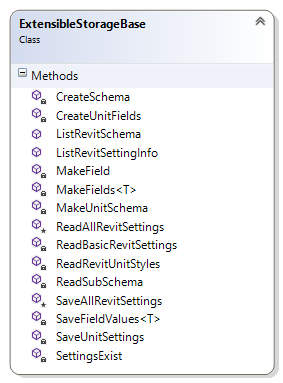 ExtensibleStorageBase
Class
Methods
CreateSchema
CreateUnitFields
ListRevitSchema
ListRevitSettingInfo
MakeField
MakeFields<T>
MakeUnitSchema
ReadAllRevitSettings
ReadBasicRevitSettings
ReadRevitUnitStyles
ReadSubSchema
SaveAllRevitSettings
SaveFieldValues<T>
SaveUnitSettings
SettingsExist